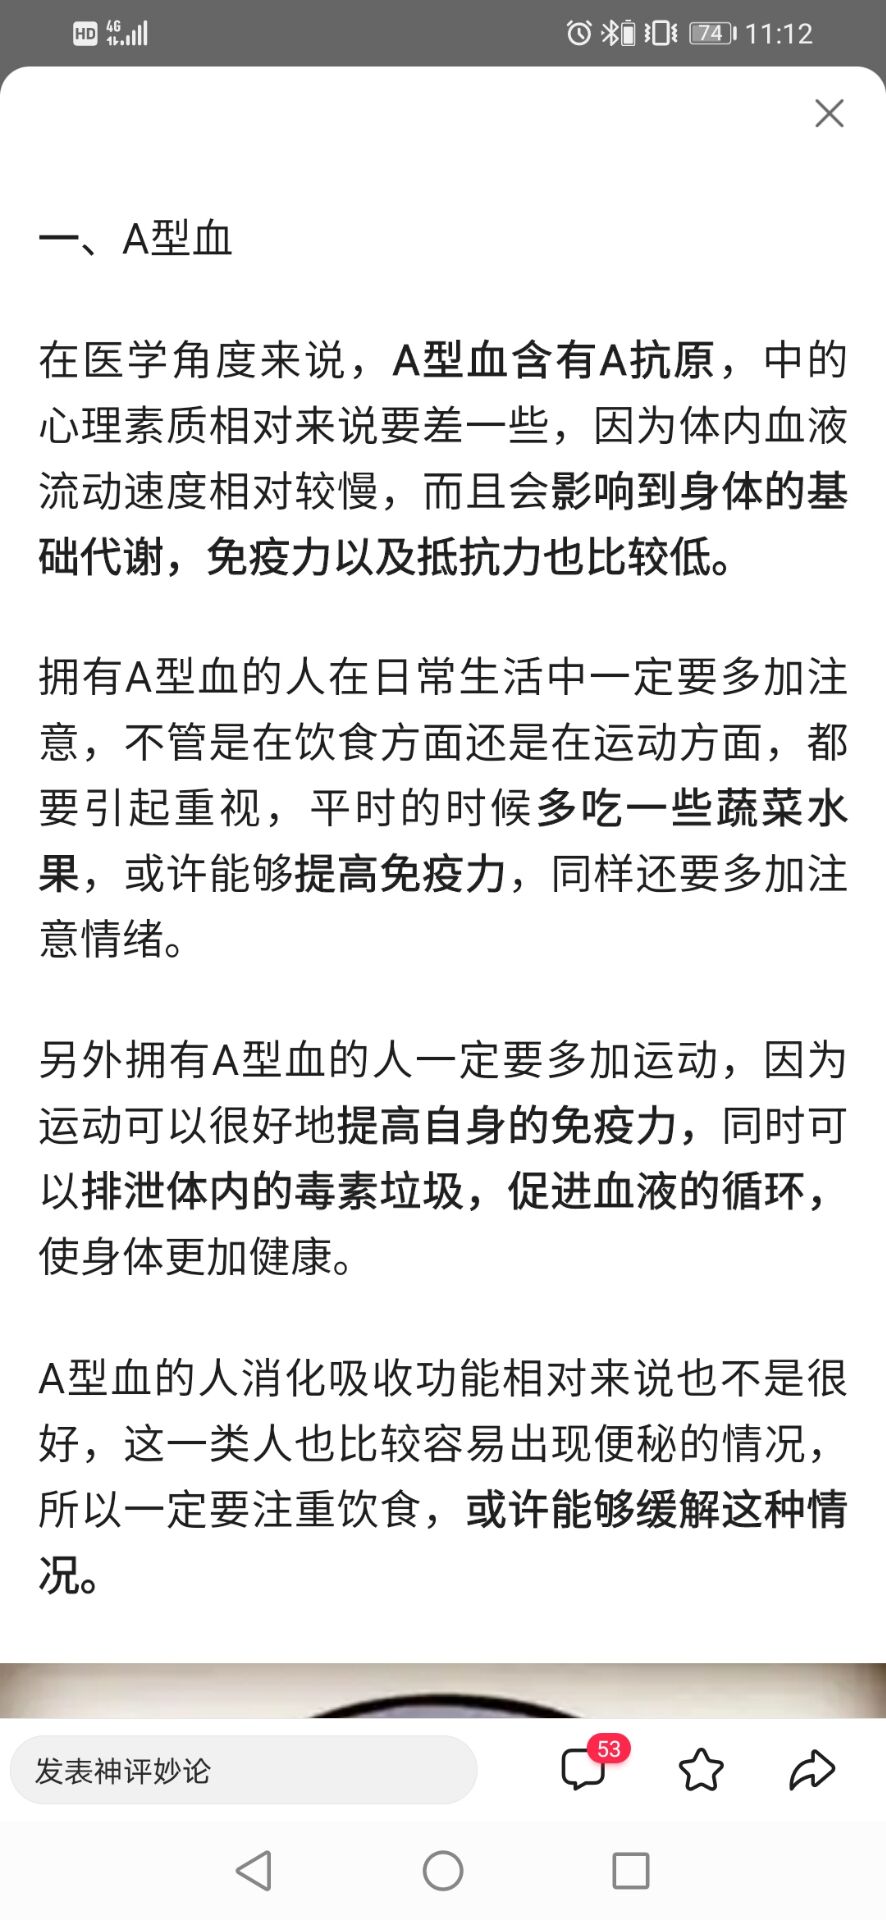 HD 4G 74 11:12
一、A型血
在医学角度来说，A型血含有A抗原，中的
心理素质相对来说要差一些，因为体内血液
流动速度相对较慢，而且会影响到身体的基
础代谢，免疫力以及抵抗力也比较低。
拥有A型血的人在日常生活中一定要多加注
意，不管是在饮食方面还是在运动方面，都
要引起重视，平时的时候多吃一些蔬菜水
果，或许能够提高免疫力，同样还要多加注
意情绪。
另外拥有A型血的人一定要多加运动，因为
运动可以很好地提高自身的免疫力，同时可
以排泄体内的毒素垃圾，促进血液的循环，
使身体更加健康。
A型血的人消化吸收功能相对来说也不是很
好，这一类人也比较容易出现便秘的情况，
所以一定要注重饮食，或许能够缓解这种情
况。
发表神评妙论 53